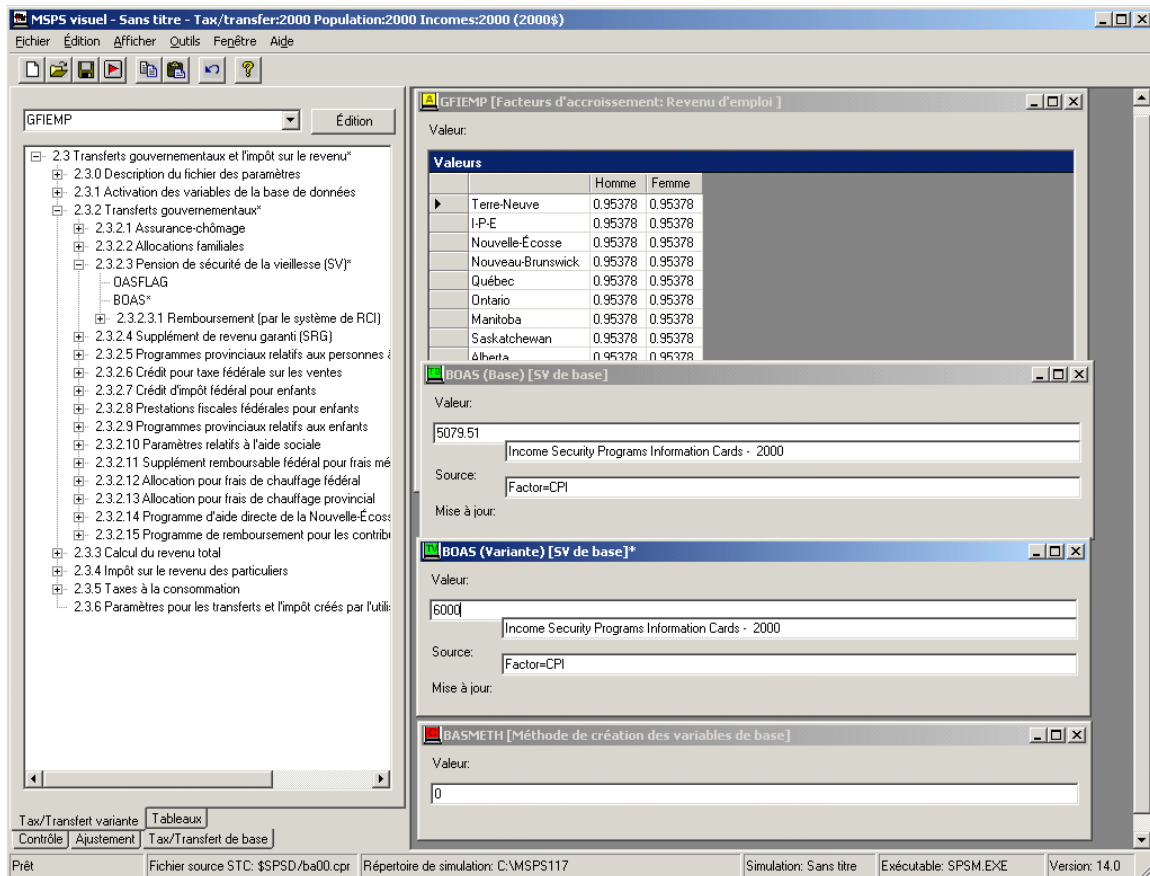 MSPS visuel - Sans titre - Tax/transfer:2000 Population:2000 Incomes:2000 (2000$)
Fichier Édition Afficher Outils Fenêtre Aide
GFIEMP
Édition
2.3 Transferts gouvernementaux et l'impôt sur le revenu*
2.3.0 Description du fichier des paramètres
2.3.1 Activation des variables de la base de données
2.3.2 Transferts gouvernementaux*
2.3.2.1 Assurance-chômage
2.3.2.2 Allocations familiales
2.3.2.3 Pension de sécurité de la vieillesse (SV)*
OASFLAG
BOAS*
2.3.2.3.1 Remboursement (par le système de RCI)
2.3.2.4 Supplément de revenu garanti (SRG)
2.3.2.5 Programmes provinciaux relatifs aux personnes
2.3.2.6 Crédit pour taxe fédérale sur les ventes
2.3.2.7 Crédit d'impôt fédéral pour enfants
2.3.2.8 Prestations fiscales fédérales pour enfants
2.3.2.9 Programmes provinciaux relatifs aux enfants
2.3.2.10 Paramètres relatifs à l'aide sociale
2.3.2.11 Supplément remboursable fédéral pour frais mé
2.3.2.12 Allocation pour frais de chauffage fédéral
2.3.2.13 Allocation pour frais de chauffage provincial
2.3.2.14 Programme d'aide directe de la Nouvelle-Écoss
2.3.2.15 Programme de remboursement pour les contribu
2.3.3 Calcul du revenu total
2.3.4 Impôt sur le revenu des particuliers
2.3.5 Taxes à la consommation
2.3.6 Paramètres pour les transferts et l'impôt créés par l'utili
Tax/Transfert variante Tableaux
Contrôle Ajustement Tax/Transfert de base
GFIEMP [Facteurs d'accroissement: Revenu d'emploi ]
Valeur:
Valeurs
Homme Femme
Terre-Neuve 0.95378 0.95378
I-P-E 0.95378 0.95378
Nouvelle-Écosse 0.95378 0.95378
Nouveau-Brunswick 0.95378 0.95378
Québec 0.95378 0.95378
Ontario 0.95378 0.95378
Manitoba 0.95378 0.95378
Saskatchewan 0.95378 0.95378
Alberta 0.95378 0.95378
BOAS (Base) [SV de base]
Valeur:
5079.51
Income Security Programs Information Cards - 2000
Source:
Factor=CPI
Mise à jour:
BOAS (Variante) [SV de base]*
Valeur:
6000
Income Security Programs Information Cards - 2000
Source:
Factor=CPI
Mise à jour:
BASMETH [Méthode de création des variables de base]
Valeur:
0
Prêt Fichier source STC: $SPSD/ba00.cpr Répertoire de simulation: C:\MSPS117 Simulation: Sans titre Exécutable: SPSM.EXE Version: 14.0